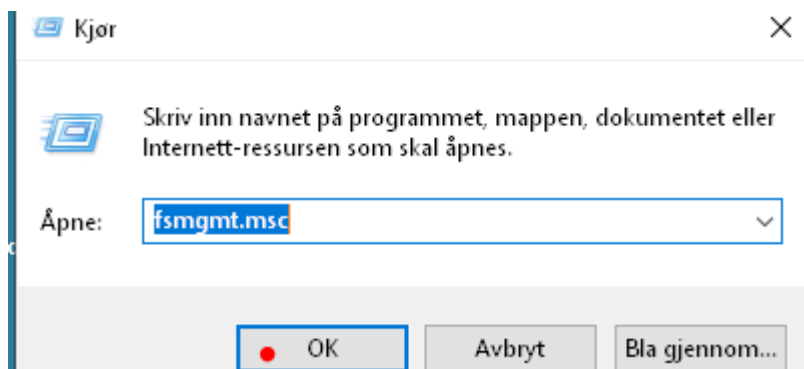 Kjør
Skriv inn navnet på programmet, mappen, dokumentet eller
Internett-ressursen som skal åpnes.
Åpne: fsmgmt.msc
OK Avbryt Bla gjennom...